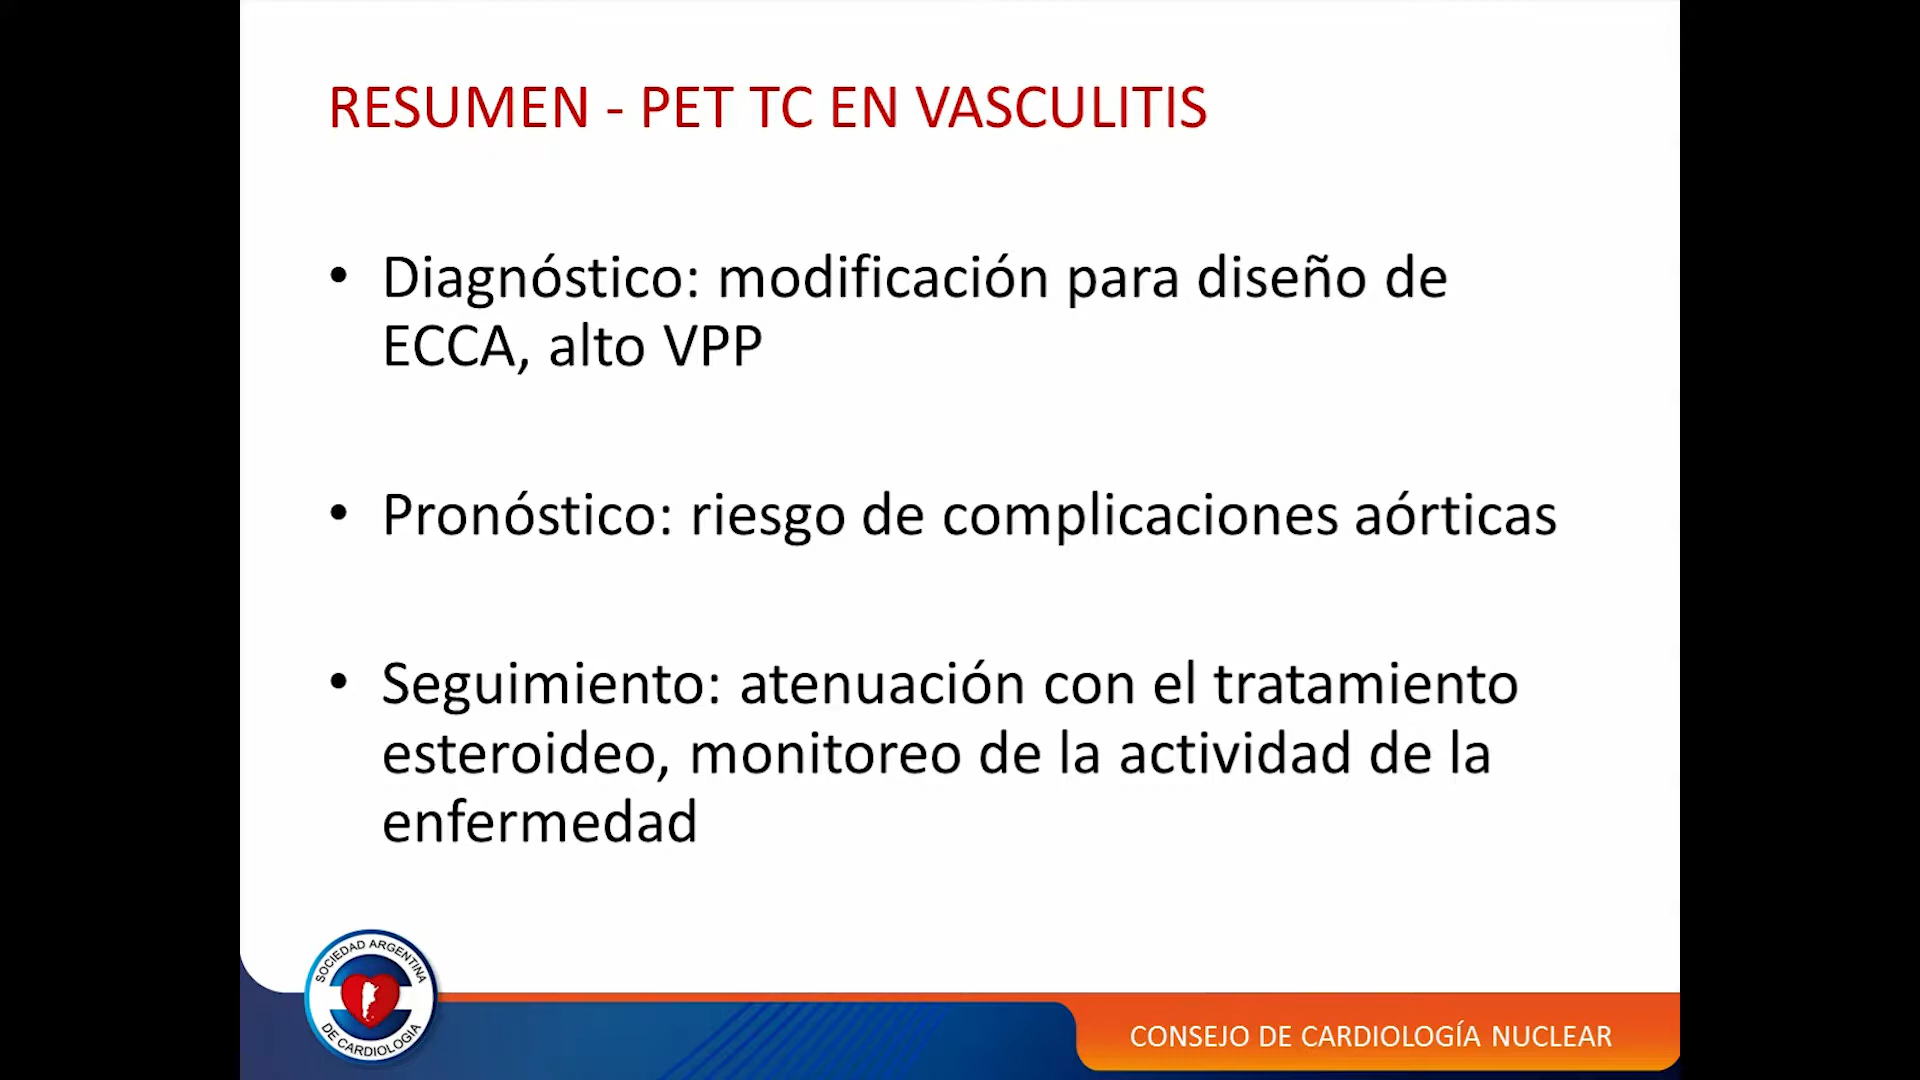 RESUMEN - PET TC EN VASCULITIS
• Diagnóstico: modificación para diseño de
ECCA, alto VPP
• Pronóstico: riesgo de complicaciones aórticas
• Seguimiento: atenuación con el tratamiento
esteroideo, monitoreo de la actividad de la
enfermedad
SOCIEDAD ARGENTINA
DE CARDIOLOGIA
CONSEJO DE CARDIOLOGÍA NUCLEAR